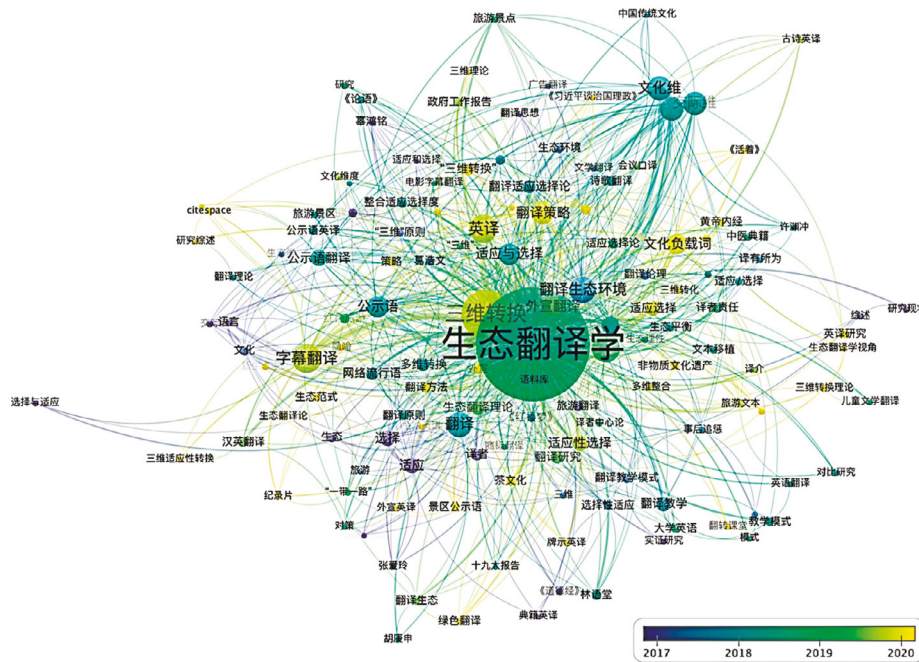 旅游景点
中国传统文化
古诗英译
三维理论
研究
广告翻译
文化维
《论语》
政府工作报告
《习近平谈治国理政》
辜鸿铭
翻译思想
生态环境
《活着》
适应和选择
"三维转换"
文学翻译
会议口译
文化维度
电影字幕翻译
翻译适应选择论
诗歌翻译
citespace
旅游景区
整合适应选择度
翻译策略
黄帝内经
许渊冲
公示语英译
"三维"原则
英译
中医典籍
研究综述
"三维"
适应选择论
文化负载词
公示语翻译
策略
葛浩文
适应与选择
译有所为
翻译理论
翻译伦理
适应/选择
翻译生态环境
三维转化
公示语
三维转换
外宣翻译
适应选择
译者责任
综述
研究现状
语言
生态平衡
英译研究
生态翻译学
文化
文本移植
生态翻译学视角
字幕翻译
多维转换
非物质文化遗产
译介
网络流行语
语料库
多维整合
三维转换理论
选择与适应
生态范式
翻译方法
旅游翻译
旅游文本
儿童文学翻译
生态翻译论
翻译原则
生态翻译理论
译者中心论
事后追惩
汉英翻译
生态
选择
翻译
适应性选择
三维适应性转换
译者
翻译研究
旅游
适应
翻译教学模式
对比研究
茶文化
英语翻译
纪录片
"一带一路"
三维
外宣英译
景区公示语
选择性适应
翻译教学
对策
大学英语
翻转课堂
教学模式
牌示英译
实证研究
模式
张爱玲
十九大报告
《道德经》
林语堂
翻译生态
典籍英译
绿色翻译
胡庚申
2017
2018
2019
2020